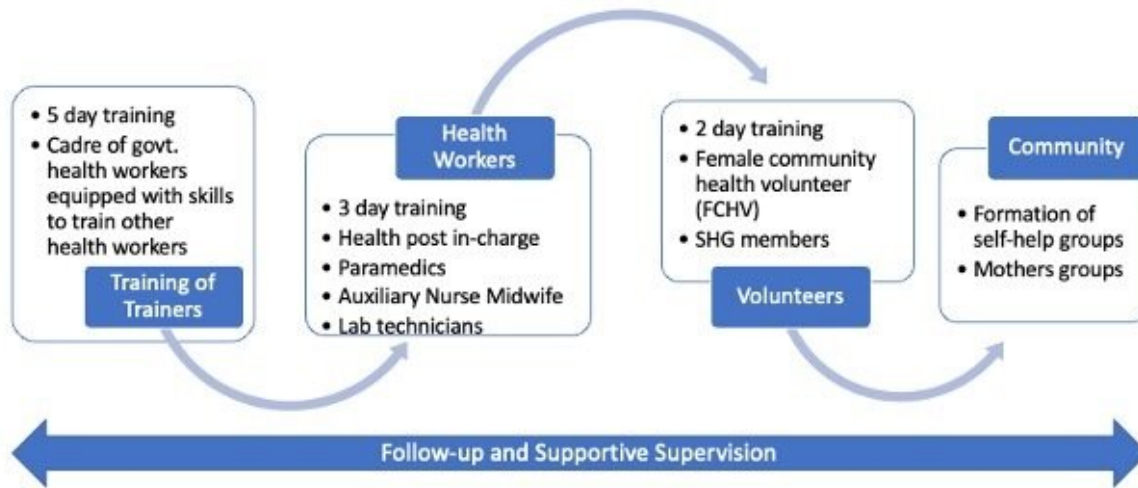 • 5 day training
• Cadre of govt.
health workers
equipped with skills
to train other
health workers
Training of
Trainers
Health
Workers
• 3 day training
• Health post in-charge
• Paramedics
• Auxiliary Nurse Midwife
• Lab technicians
• 2 day training
• Female community
health volunteer
(FCHV)
• SHG members
Volunteers
Community
• Formation of
self-help groups
• Mothers groups
Follow-up and Supportive Supervision